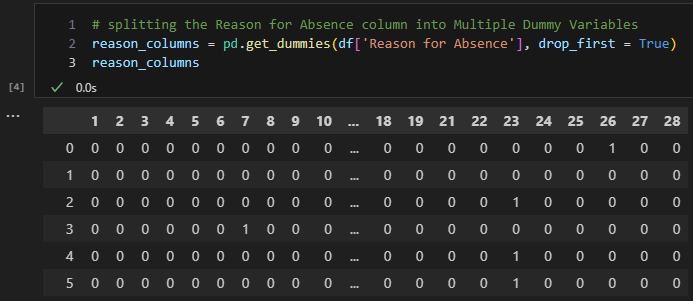 1 # splitting the Reason for Absence column into Multiple Dummy Variables
2 reason_columns = pd.get_dummies(df['Reason for Absence'], drop_first = True)
3 reason_columns
[4] 0.0s
...
1 2 3 4 5 6 7 8 9 10 ... 18 19 21 22 23 24 25 26 27 28
0 0 0 0 0 0 0 0 0 0 0 ... 0 0 0 0 0 0 0 1 0 0
1 0 0 0 0 0 0 0 0 0 0 ... 0 0 0 0 0 0 0 0 0 0
2 0 0 0 0 0 0 0 0 0 0 ... 0 0 0 0 1 0 0 0 0 0
3 0 0 0 0 0 0 1 0 0 0 ... 0 0 0 0 0 0 0 0 0 0
4 0 0 0 0 0 0 0 0 0 0 ... 0 0 0 0 1 0 0 0 0 0
5 0 0 0 0 0 0 0 0 0 0 ... 0 0 0 0 1 0 0 0 0 0